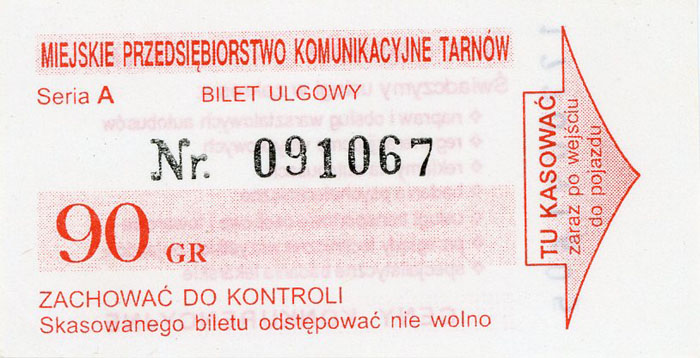 MIEJSKIE PRZEDSIĘBIORSTWO KOMUNIKACYJNE TARNÓW
Seria A BILET ULGOWY
Nr. 091067
90 GR
ZACHOWAĆ DO KONTROLI
Skasowanego biletu odstępować nie wolno
TU KASOWAĆ
zaraz po wejściu
do pojazdu